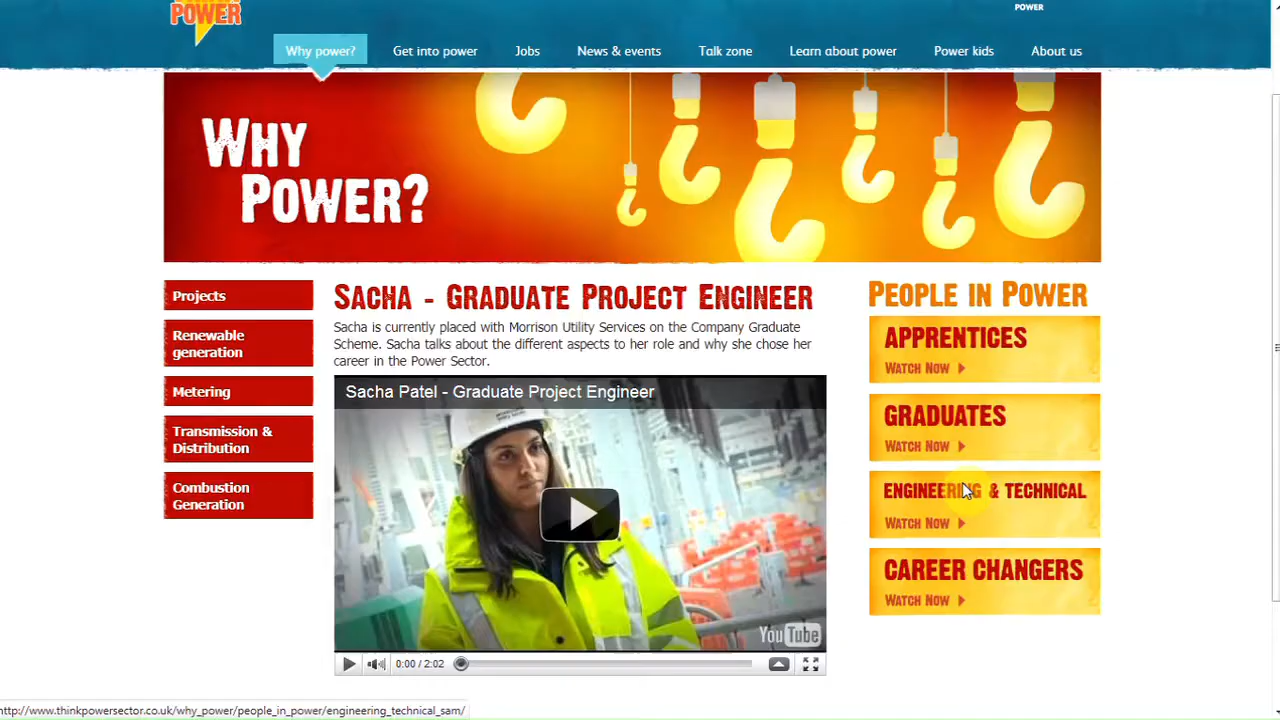 POWER
POWER
Why power?
Get into power
Jobs
News & events
Talk zone
Learn about power
Power kids
About us
WHY
POWER?
Projects
Renewable
generation
Metering
Transmission &
Distribution
Combustion
Generation
SACHA - GRADUATE PROJECT ENGINEER
Sacha is currently placed with Morrison Utility Services on the Company Graduate
Scheme. Sacha talks about the different aspects to her role and why she chose her
career in the Power Sector.
Sacha Patel - Graduate Project Engineer
YouTube
0:00 / 2:02
PEOPLE IN POWER
APPRENTICES
WATCH NOW
GRADUATES
WATCH NOW
ENGINEERING & TECHNICAL
WATCH NOW
CAREER CHANGERS
WATCH NOW
http://www.thinkpowersector.co.uk/why_power/people_in_power/engineering_technical_sam/